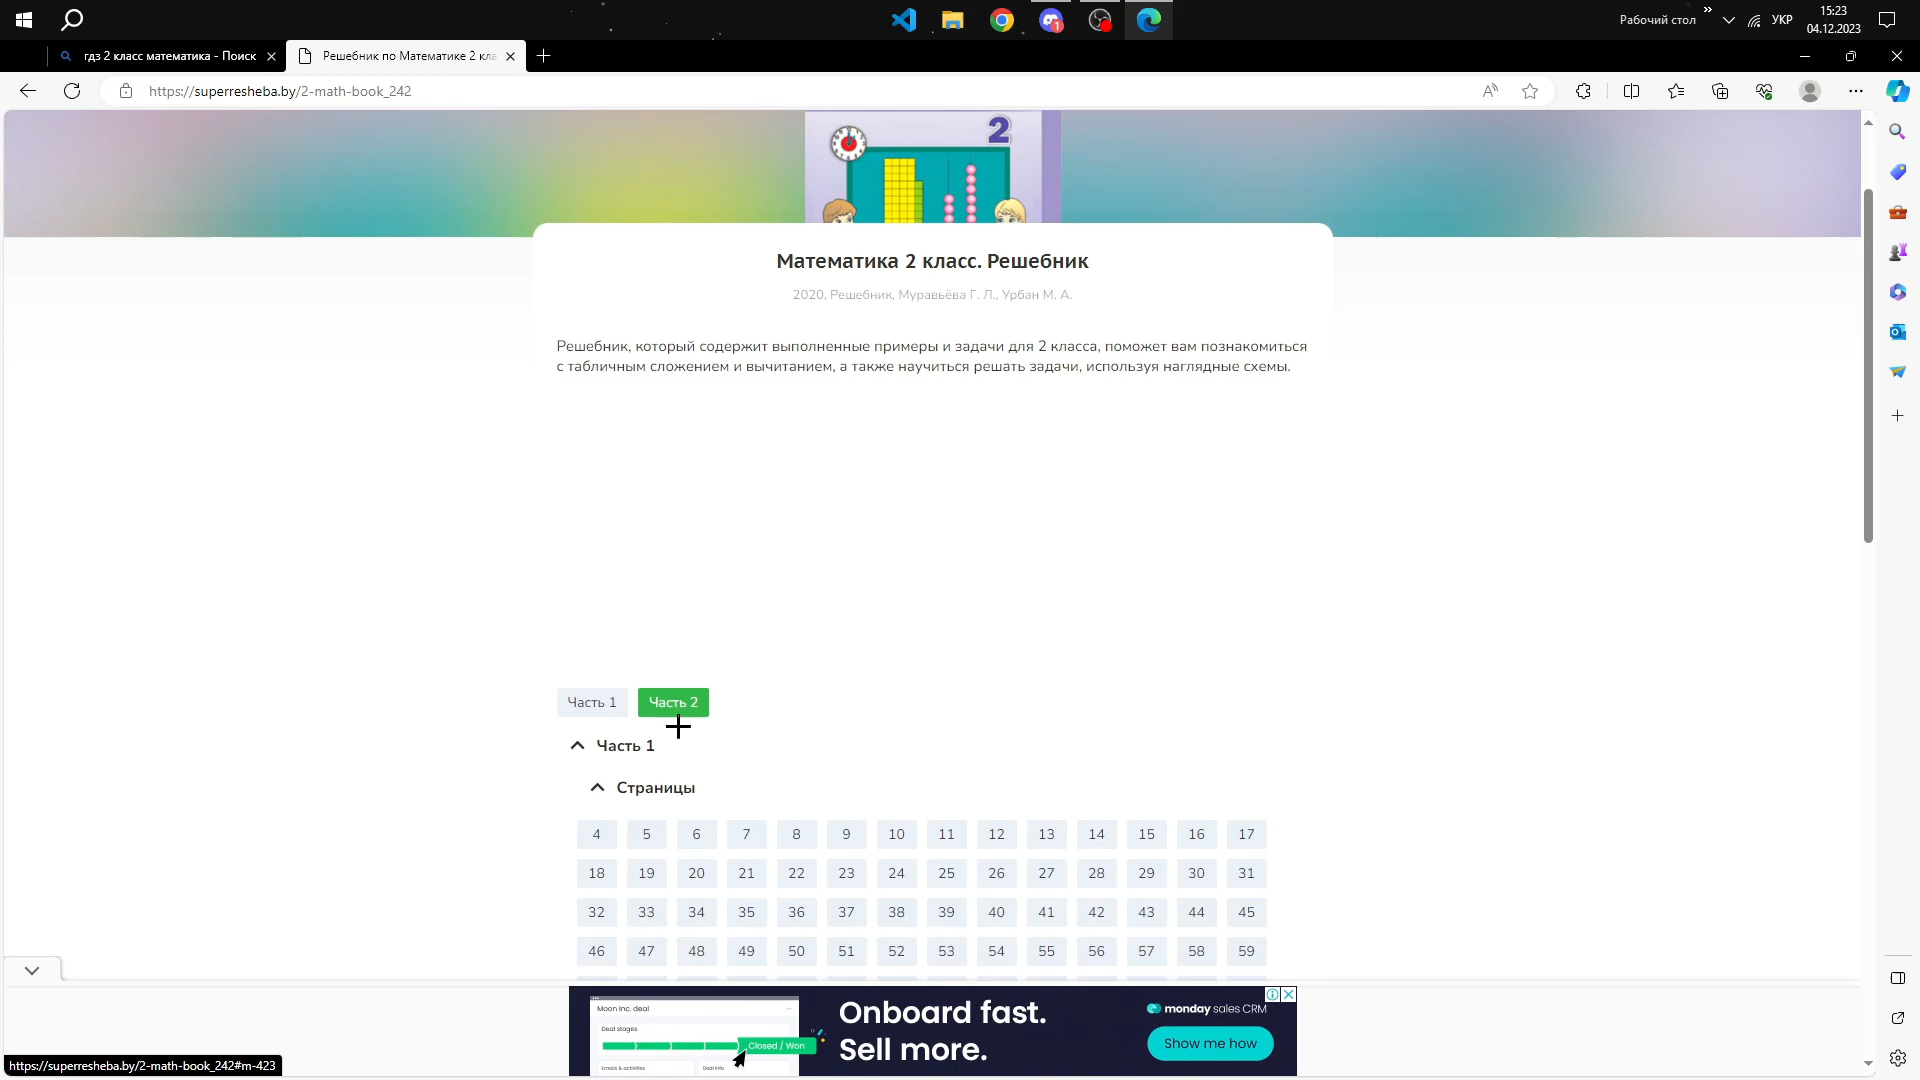 Рабочий стол
»
УКР
15:23
04.12.2023
1
гдз 2 класс математика - Поиск
Решебник по Математике 2 кла
https://superresheba.by/2-math-book_242
2
Математика 2 класс. Решебник
2020, Решебник, Муравьёва Г. Л., Урбан М. А.
Решебник, который содержит выполненные примеры и задачи для 2 класса, поможет вам познакомиться
с табличным сложением и вычитанием, а также научиться решать задачи, используя наглядные схемы.
Часть 1 Часть 2
Часть 1
Страницы
4 5 6 7 8 9 10 11 12 13 14 15 16 17
18 19 20 21 22 23 24 25 26 27 28 29 30 31
32 33 34 35 36 37 38 39 40 41 42 43 44 45
46 47 48 49 50 51 52 53 54 55 56 57 58 59
Moon Inc. deal
Deal stages
Closed / Won
Emails & activities Deal info
Onboard fast.
Sell more.
monday sales CRM
Show me how
https://superresheba.by/2-math-book_242#m-423